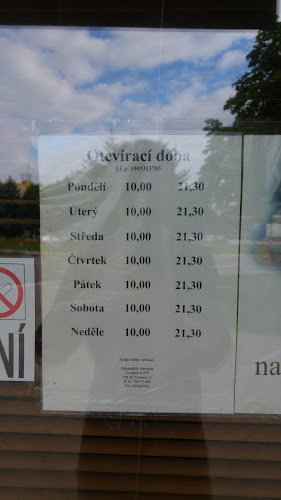 Otevírací doba
Pondělí 10,00 21,30
Úterý 10,00 21,30
Středa 10,00 21,30
Čtvrtek 10,00 21,30
Pátek 10,00 21,30
Sobota 10,00 21,30
Neděle 10,00 21,30
NÍ
na